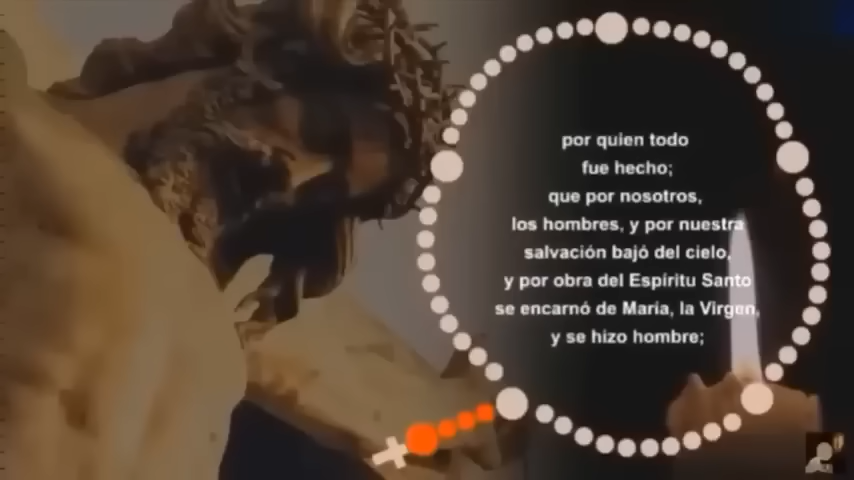 por quien todo
fue hecho;
que por nosotros,
los hombres, y por nuestra
salvación bajó del cielo,
y por obra del Espíritu Santo
se encarnó de María, la Virgen,
y se hizo hombre;